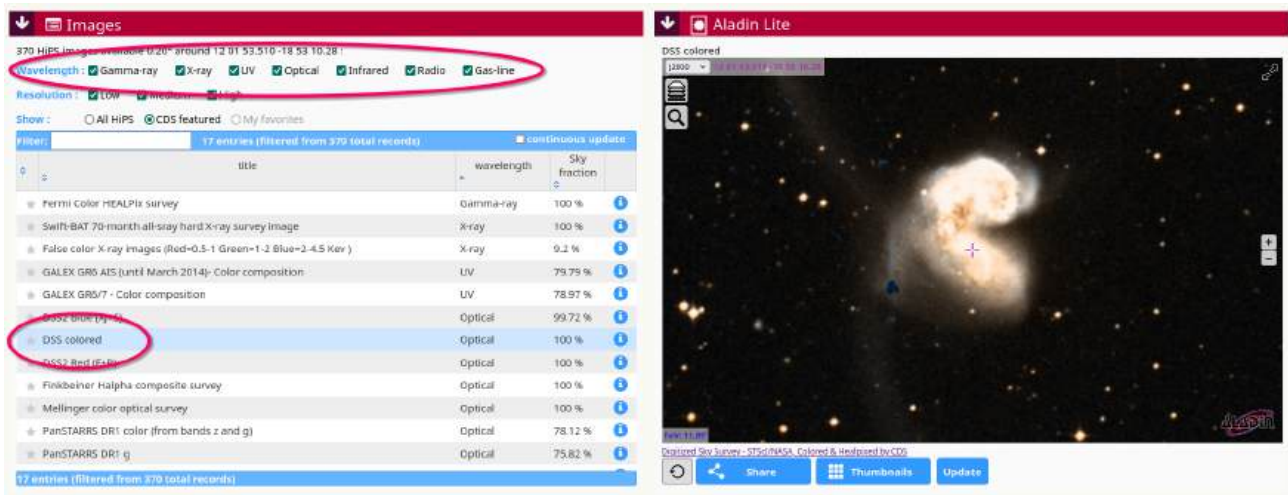 Images
370 HiPS images available 0.20° around 12 01 53.510 -18 53 10.28 :
Wavelength : Gamma-ray X-ray UV Optical Infrared Radio Gas-line
Resolution : Low Medium High
Show : All HiPS CDS featured My favorites
Filter: 17 entries (filtered from 370 total records) continuous update
title wavelength Sky fraction
Fermi Color HEALPix survey Gamma-ray 100 %
Swift-BAT 70-month all-sray hard X-ray survey image X-ray 100 %
False color X-ray images (Red=0.5-1 Green=1-2 Blue=2-4.5 Kev ) X-ray 9.2 %
GALEX GR6 AIS (until March 2014)- Color composition UV 79.79 %
GALEX GR6/7 - Color composition UV 78.97 %
DSS2 Blue (XJ+S) Optical 99.72 %
DSS colored Optical 100 %
DSS2 Red (F+R) Optical 100 %
Finkbeiner Halpha composite survey Optical 100 %
Mellinger color optical survey Optical 100 %
PanSTARRS DR1 color (from bands z and g) Optical 78.12 %
PanSTARRS DR1 g Optical 75.82 %
17 entries (filtered from 370 total records)
Aladin Lite
DSS colored
J2000
aladin
Digitized Sky Survey - STScI/NASA, Colored & Healpixed by CDS
Share Thumbnails Update